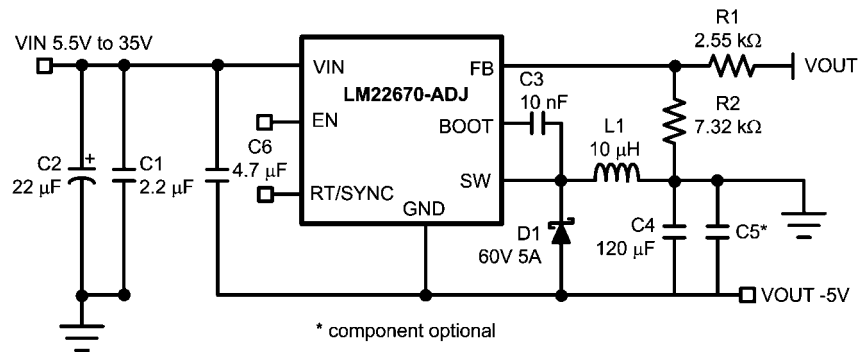 VIN 5.5V to 35V
VIN
FB
LM22670-ADJ
EN
BOOT
RT/SYNC
SW
GND
R1
2.55 kΩ
VOUT
C3
10 nF
R2
7.32 kΩ
L1
10 μH
C2
+
22 μF
C1
2.2 μF
C6
4.7 μF
D1
60V 5A
C4
120 μF
C5*
VOUT -5V
* component optional